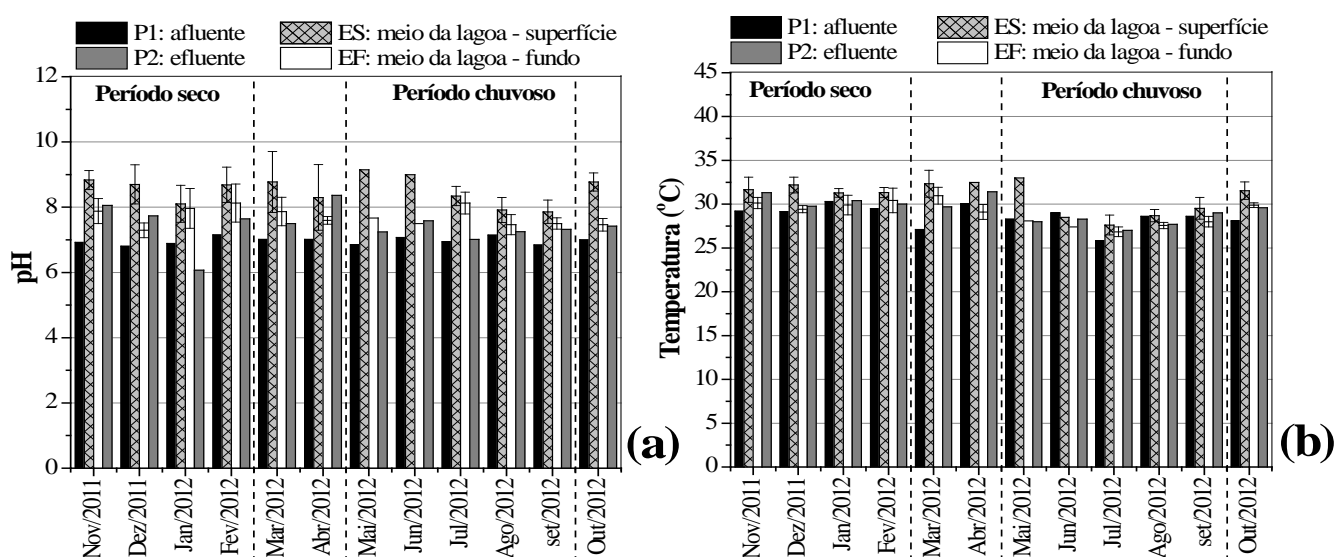 P1: afluente
ES: meio da lagoa - superfície
P2: efluente
EF: meio da lagoa - fundo
12
10
8
6
4
2
0
pH
Período seco
Período chuvoso
Nov/2011
Dez/2011
Jan/2012
Fev/2012
Mar/2012
Abr/2012
Mai/2012
Jun/2012
Jul/2012
Ago/2012
set/2012
Out/2012
(a)
P1: afluente
ES: meio da lagoa - superfície
P2: efluente
EF: meio da lagoa - fundo
45
40
35
30
25
20
15
10
5
0
Temperatura (ºC)
Período seco
Período chuvoso
Nov/2011
Dez/2011
Jan/2012
Fev/2012
Mar/2012
Abr/2012
Mai/2012
Jun/2012
Jul/2012
Ago/2012
set/2012
Out/2012
(b)